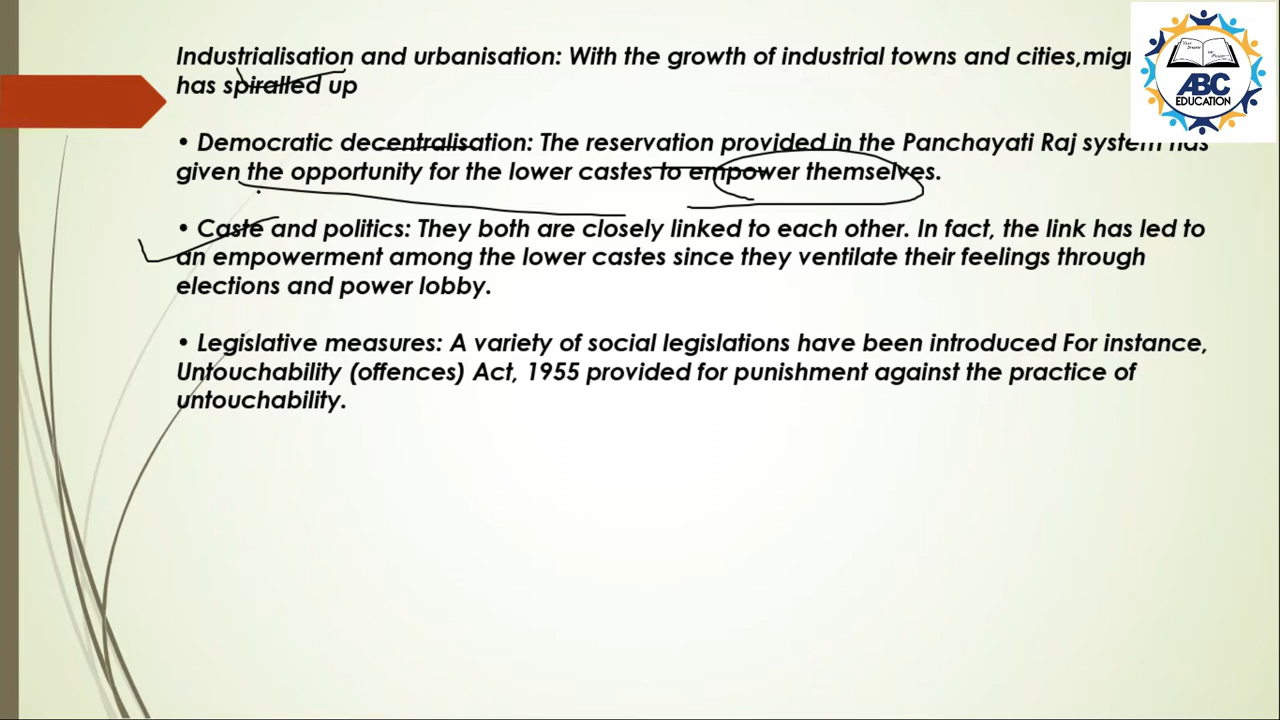 Industrialisation and urbanisation: With the growth of industrial towns and cities,migr
has spiralled up
• Democratic decentralisation: The reservation provided in the Panchayati Raj system has
given the opportunity for the lower castes to empower themselves.
• Caste and politics: They both are closely linked to each other. In fact, the link has led to
an empowerment among the lower castes since they ventilate their feelings through
elections and power lobby.
• Legislative measures: A variety of social legislations have been introduced For instance,
Untouchability (offences) Act, 1955 provided for punishment against the practice of
untouchability.
ABC
EDUCATION